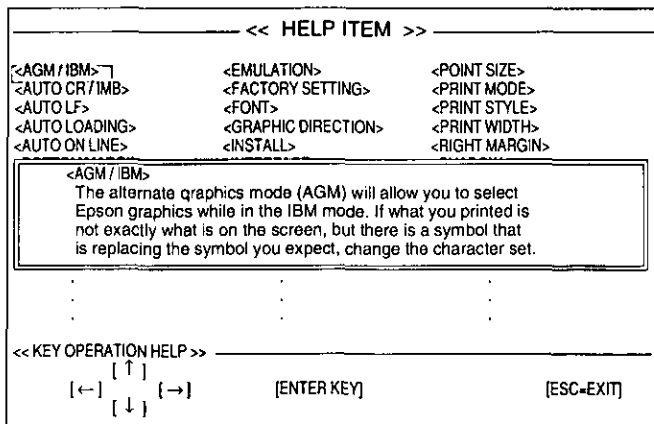 << HELP ITEM >>
<AGM / IBM> <EMULATION> <POINT SIZE>
<AUTO CR / IMB> <FACTORY SETTING> <PRINT MODE>
<AUTO LF> <FONT> <PRINT STYLE>
<AUTO LOADING> <GRAPHIC DIRECTION> <PRINT WIDTH>
<AUTO ON LINE> <INSTALL> <RIGHT MARGIN>
<AGM / IBM>
The alternate graphics mode (AGM) will allow you to select
Epson graphics while in the IBM mode. If what you printed is
not exactly what is on the screen, but there is a symbol that
is replacing the symbol you expect, change the character set.
. . .
. . .
. . .
<< KEY OPERATION HELP >>
[ ↑ ]
[←] [→] [ENTER KEY] [ESC=EXIT]
[ ↓ ]